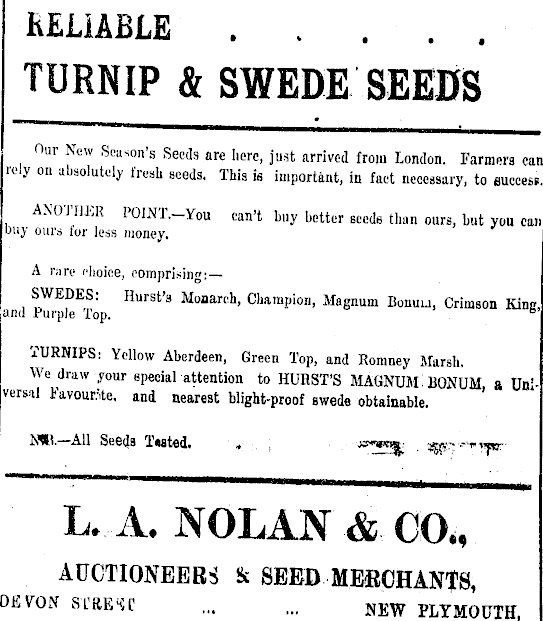 RELIABLE . . . . .
TURNIP & SWEDE SEEDS
Our New Season's Seeds are here, just arrived from London. Farmers can
rely on absolutely fresh seeds. This is important, in fact necessary, to success.
ANOTHER POINT.—You can't buy better seeds than ours, but you can
buy ours for less money.
A rare choice, comprising:—
SWEDES: Hurst's Monarch, Champion, Magnum Bonum, Crimson King,
and Purple Top.
TURNIPS: Yellow Aberdeen, Green Top, and Romney Marsh.
We draw your special attention to HURST'S MAGNUM BONUM, a Uni-
versal Favourite, and nearest blight-proof swede obtainable.
N.B.—All Seeds Tested.
L. A. NOLAN & CO.,
AUCTIONEERS & SEED MERCHANTS,
DEVON STREET ... ... NEW PLYMOUTH,